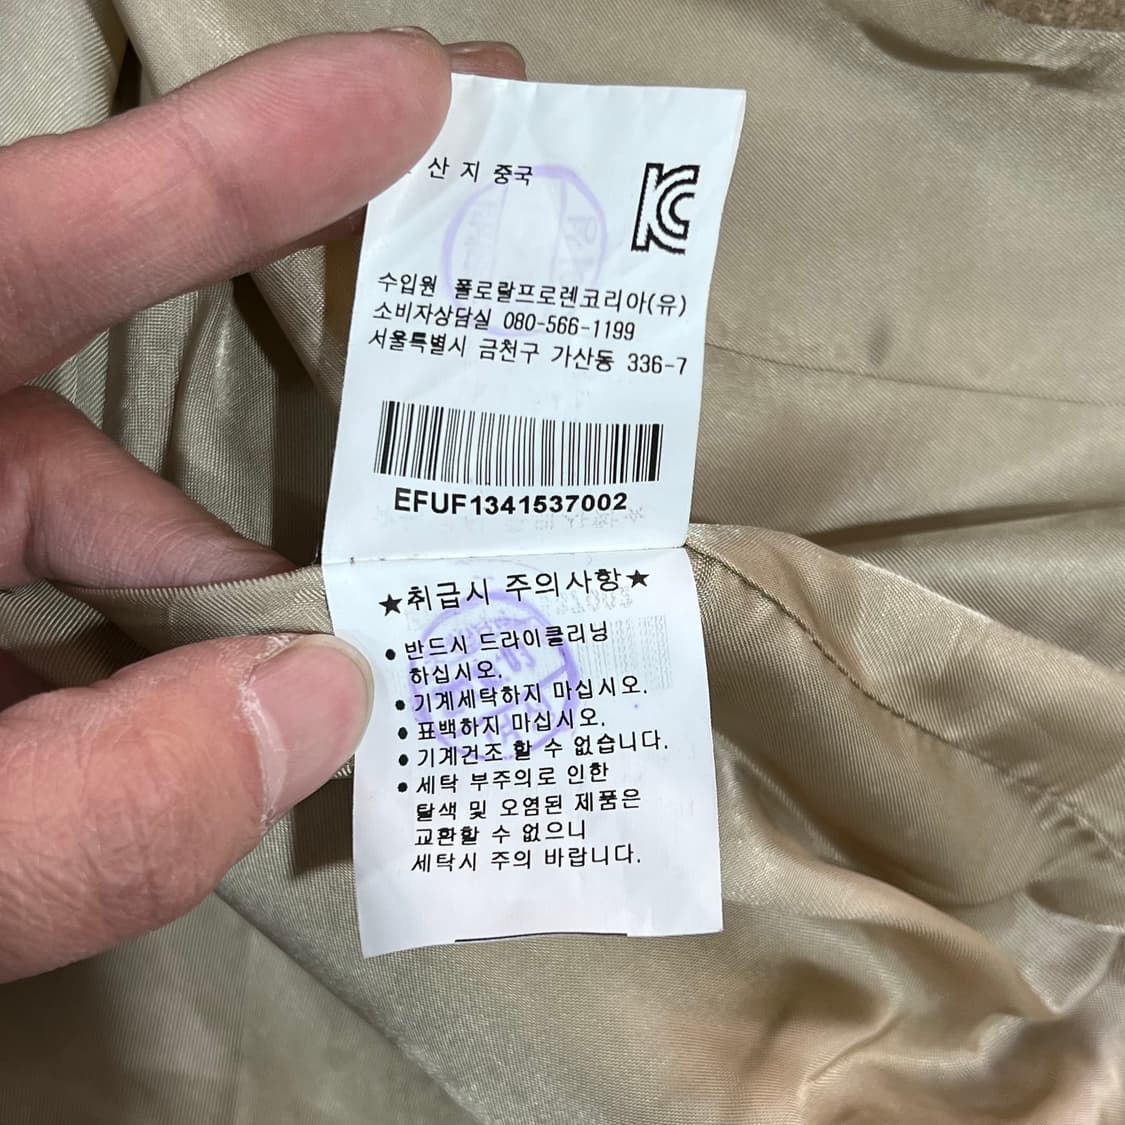 산 지 중국
KC
수입원 폴로랄프로렌코리아(유)
소비자상담실 080-566-1199
서울특별시 금천구 가산동 336-7
EFUF1341537002
★취급시 주의사항★
● 반드시 드라이클리닝
하십시오.
● 기계세탁하지 마십시오.
● 표백하지 마십시오.
● 기계건조 할 수 없습니다.
● 세탁 부주의로 인한
탈색 및 오염된 제품은
교환할 수 없으니
세탁시 주의 바랍니다.